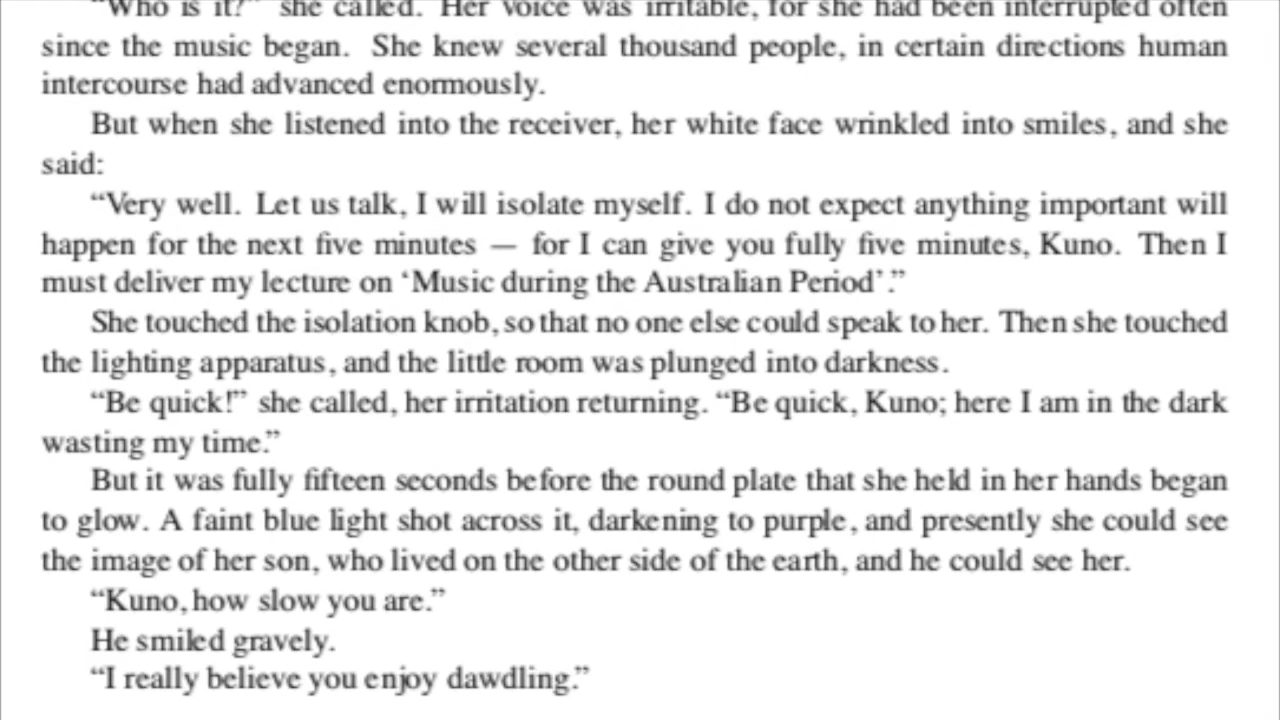 “Who is it?” she called. Her voice was irritable, for she had been interrupted often
since the music began. She knew several thousand people, in certain directions human
intercourse had advanced enormously.
But when she listened into the receiver, her white face wrinkled into smiles, and she
said:
“Very well. Let us talk, I will isolate myself. I do not expect anything important will
happen for the next five minutes — for I can give you fully five minutes, Kuno. Then I
must deliver my lecture on ‘Music during the Australian Period’.”
She touched the isolation knob, so that no one else could speak to her. Then she touched
the lighting apparatus, and the little room was plunged into darkness.
“Be quick!” she called, her irritation returning. “Be quick, Kuno; here I am in the dark
wasting my time.”
But it was fully fifteen seconds before the round plate that she held in her hands began
to glow. A faint blue light shot across it, darkening to purple, and presently she could see
the image of her son, who lived on the other side of the earth, and he could see her.
“Kuno, how slow you are.”
He smiled gravely.
“I really believe you enjoy dawdling.”